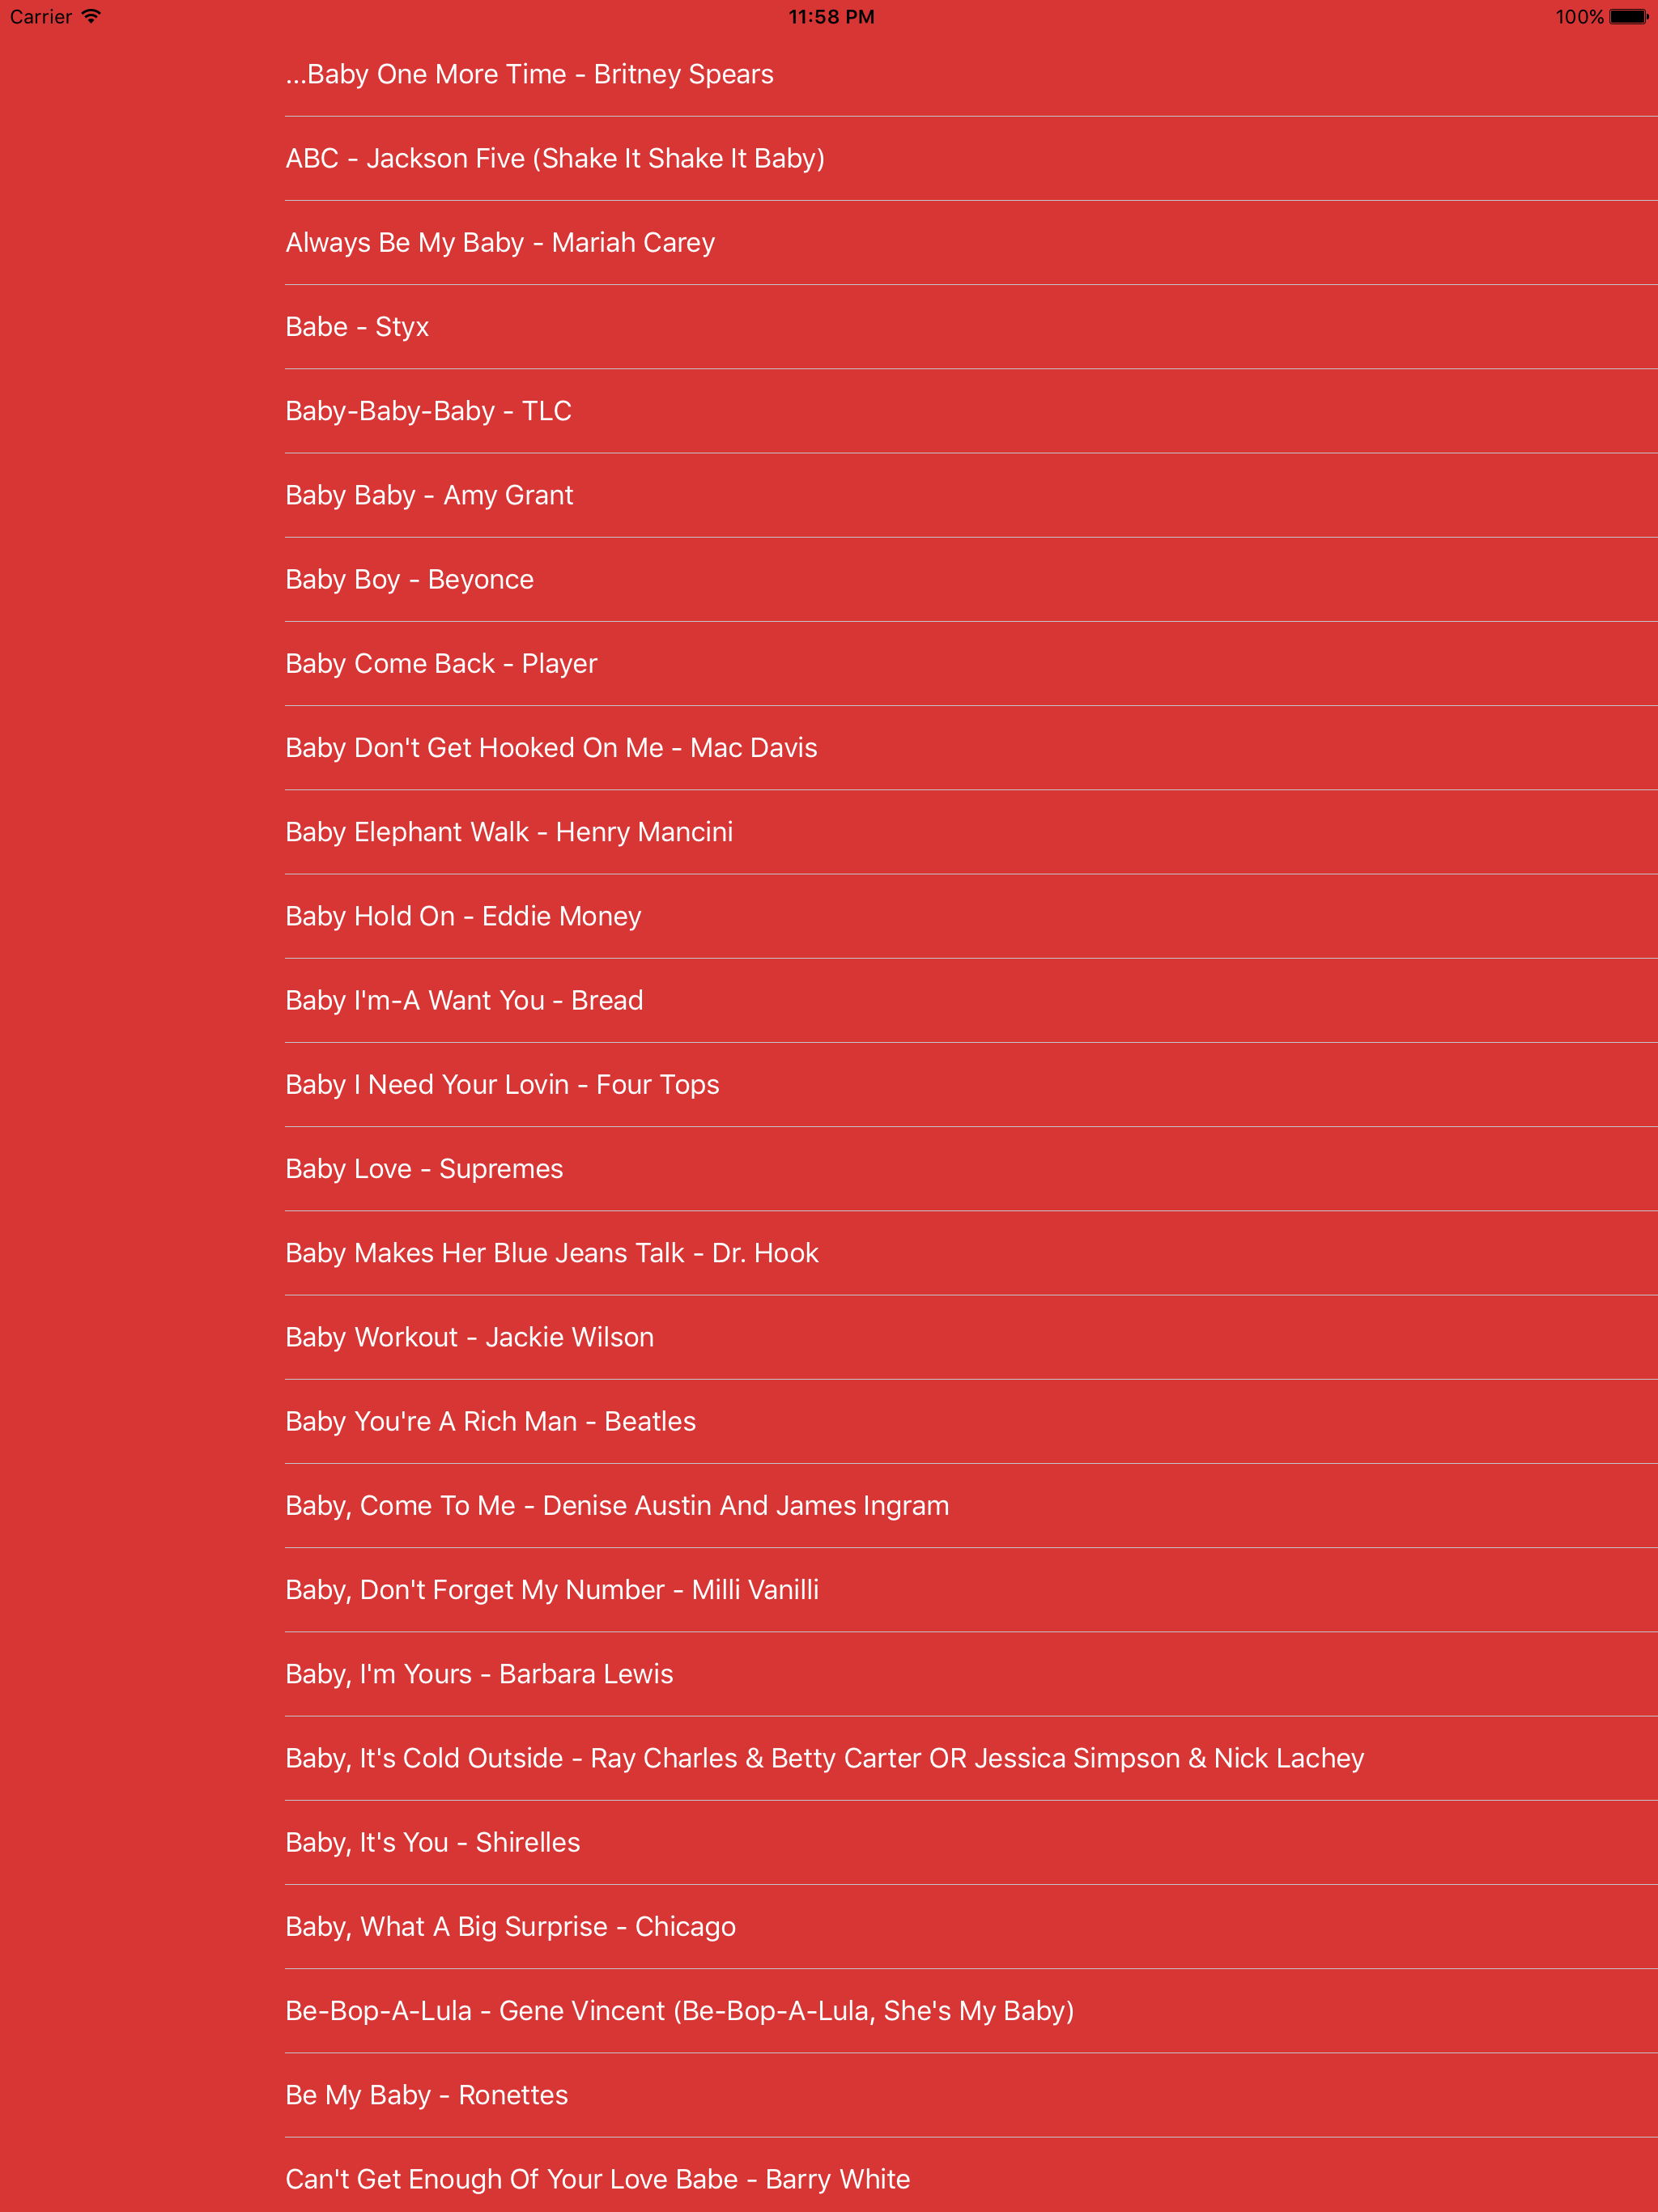 Carrier 11:58 PM 100%
...Baby One More Time - Britney Spears
ABC - Jackson Five (Shake It Shake It Baby)
Always Be My Baby - Mariah Carey
Babe - Styx
Baby-Baby-Baby - TLC
Baby Baby - Amy Grant
Baby Boy - Beyonce
Baby Come Back - Player
Baby Don't Get Hooked On Me - Mac Davis
Baby Elephant Walk - Henry Mancini
Baby Hold On - Eddie Money
Baby I'm-A Want You - Bread
Baby I Need Your Lovin - Four Tops
Baby Love - Supremes
Baby Makes Her Blue Jeans Talk - Dr. Hook
Baby Workout - Jackie Wilson
Baby You're A Rich Man - Beatles
Baby, Come To Me - Denise Austin And James Ingram
Baby, Don't Forget My Number - Milli Vanilli
Baby, I'm Yours - Barbara Lewis
Baby, It's Cold Outside - Ray Charles & Betty Carter OR Jessica Simpson & Nick Lachey
Baby, It's You - Shirelles
Baby, What A Big Surprise - Chicago
Be-Bop-A-Lula - Gene Vincent (Be-Bop-A-Lula, She's My Baby)
Be My Baby - Ronettes
Can't Get Enough Of Your Love Babe - Barry White